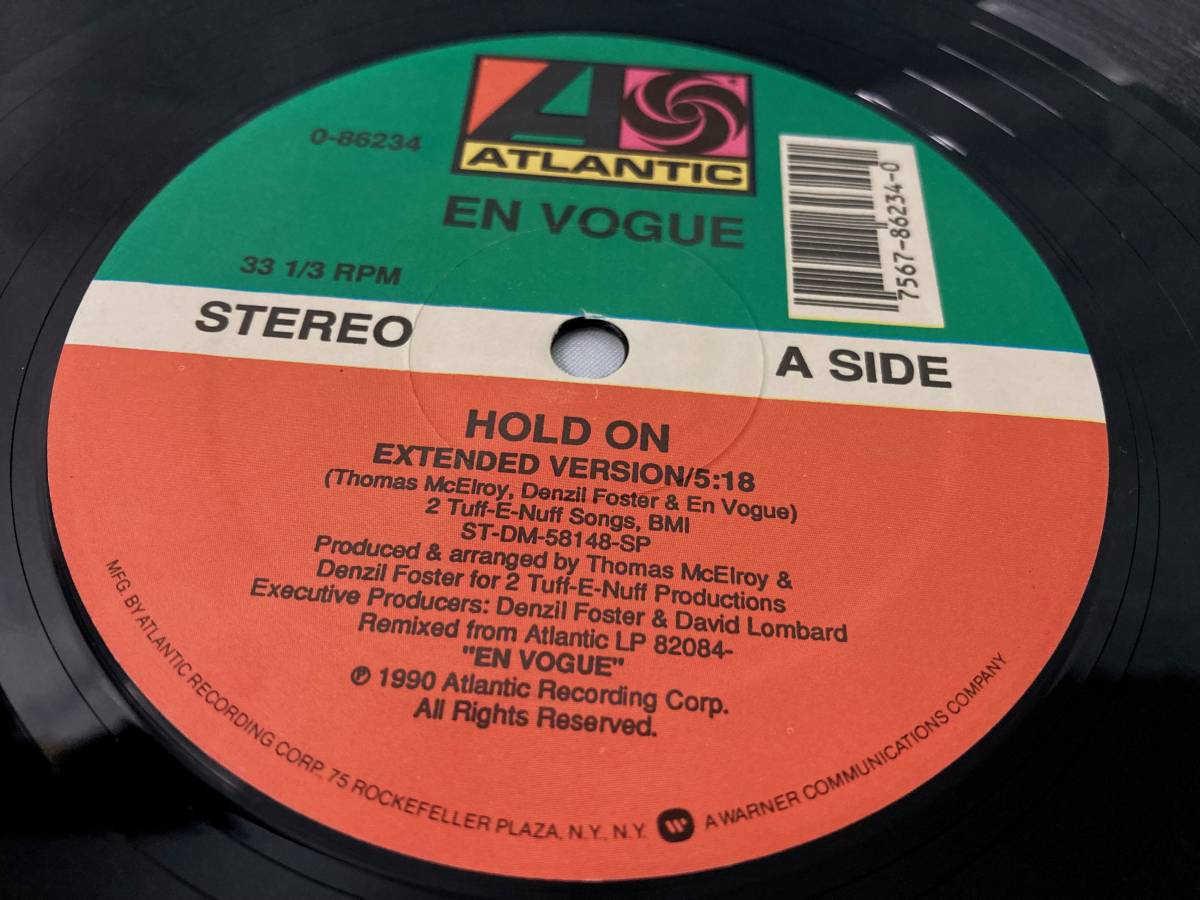 ATLANTIC
0-86234
EN VOGUE
7567-86234-0
33 1/3 RPM
STEREO
A SIDE
HOLD ON
EXTENDED VERSION/5:18
(Thomas McElroy, Denzil Foster & En Vogue)
2 Tuff-E-Nuff Songs, BMI
ST-DM-58148-SP
Produced & arranged by Thomas McElroy &
Denzil Foster for 2 Tuff-E-Nuff Productions
Executive Producers: Denzil Foster & David Lombard
Remixed from Atlantic LP 82084-
"EN VOGUE"
℗ 1990 Atlantic Recording Corp.
All Rights Reserved.
MFG. BY ATLANTIC RECORDING CORP., 75 ROCKEFELLER PLAZA, N.Y., N.Y. A WARNER COMMUNICATIONS COMPANY